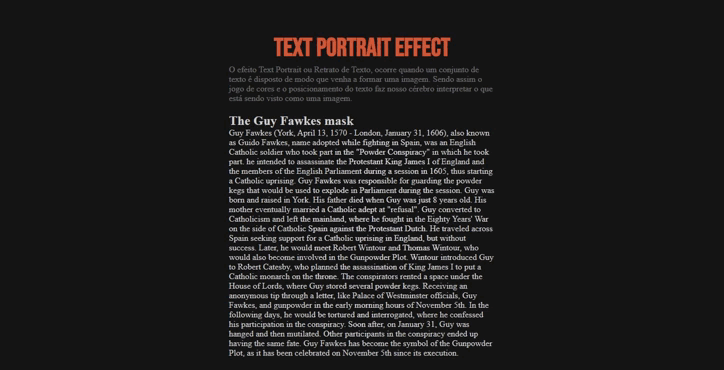 TEXT PORTRAIT EFFECT
O efeito Text Portrait ou Retrato de Texto, ocorre quando um conjunto de
texto é disposto de modo que venha a formar uma imagem. Sendo assim o
jogo de cores e o posicionamento do texto faz nosso cérebro interpretar o que
está sendo visto como uma imagem.
The Guy Fawkes mask
Guy Fawkes (York, April 13, 1570 - London, January 31, 1606), also known
as Guido Fawkes, name adopted while fighting in Spain, was an English
Catholic soldier who took part in the "Powder Conspiracy" in which he took
part. he intended to assassinate the Protestant King James I of England and
the members of the English Parliament during a session in 1605, thus starting
a Catholic uprising. Guy Fawkes was responsible for guarding the powder
kegs that would be used to explode in Parliament during the session. Guy was
born and raised in York. His father died when Guy was just 8 years old. His
mother eventually married a Catholic adept at "refusal". Guy converted to
Catholicism and left the mainland, where he fought in the Eighty Years' War
on the side of Catholic Spain against the Protestant Dutch. He traveled across
Spain seeking support for a Catholic uprising in England, but without
success. Later, he would meet Robert Wintour and Thomas Wintour, who
would also become involved in the Gunpowder Plot. Wintour introduced Guy
to Robert Catesby, who planned the assassination of King James I to put a
Catholic monarch on the throne. The conspirators rented a space under the
House of Lords, where Guy stored several powder kegs. Receiving an
anonymous tip through a letter, like Palace of Westminster officials, Guy
Fawkes, and gunpowder in the early morning hours of November 5th. In the
following days, he would be tortured and interrogated, where he confessed
his participation in the conspiracy. Soon after, on January 31, Guy was
hanged and then mutilated. Other participants in the conspiracy ended up
having the same fate. Guy Fawkes has become the symbol of the Gunpowder
Plot, as it has been celebrated on November 5th since its execution.